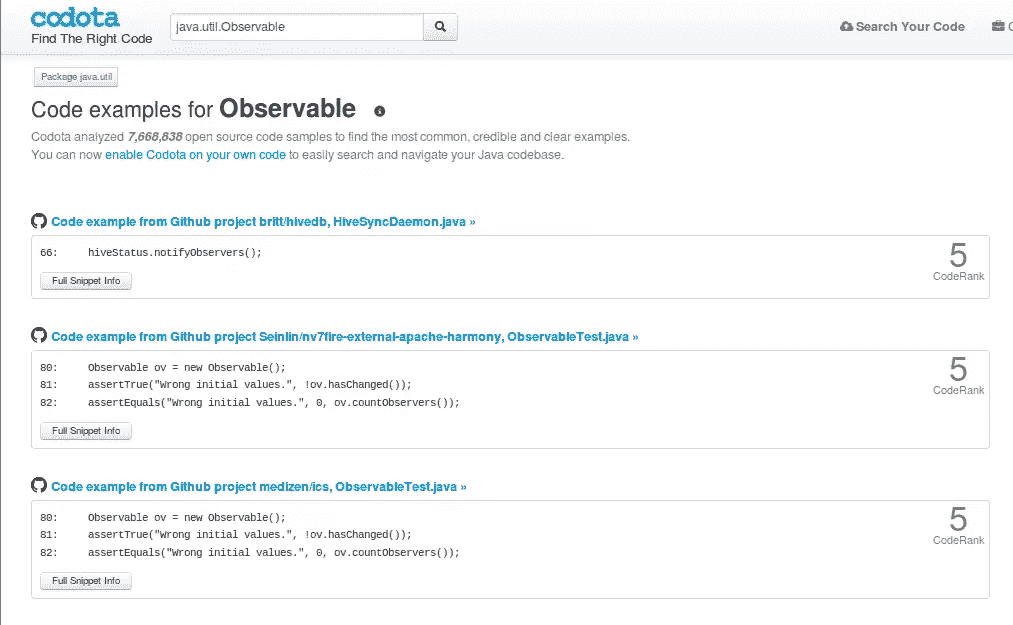 codota
Find The Right Code
java.util.Observable
Search Your Code
Package java.util
Code examples for Observable
Codota analyzed 7,668,838 open source code samples to find the most common, credible and clear examples.
You can now enable Codota on your own code to easily search and navigate your Java codebase.
Code example from Github project britt/hivedb, HiveSyncDaemon.java »
66: hiveStatus.notifyObservers();
5
CodeRank
Full Snippet Info
Code example from Github project Seinlin/nv7fire-external-apache-harmony, ObservableTest.java »
80: Observable ov = new Observable();
81: assertTrue("Wrong initial values.", !ov.hasChanged());
82: assertEquals("Wrong initial values.", 0, ov.countObservers());
5
CodeRank
Full Snippet Info
Code example from Github project medizen/ics, ObservableTest.java »
80: Observable ov = new Observable();
81: assertTrue("Wrong initial values.", !ov.hasChanged());
82: assertEquals("Wrong initial values.", 0, ov.countObservers());
5
CodeRank
Full Snippet Info